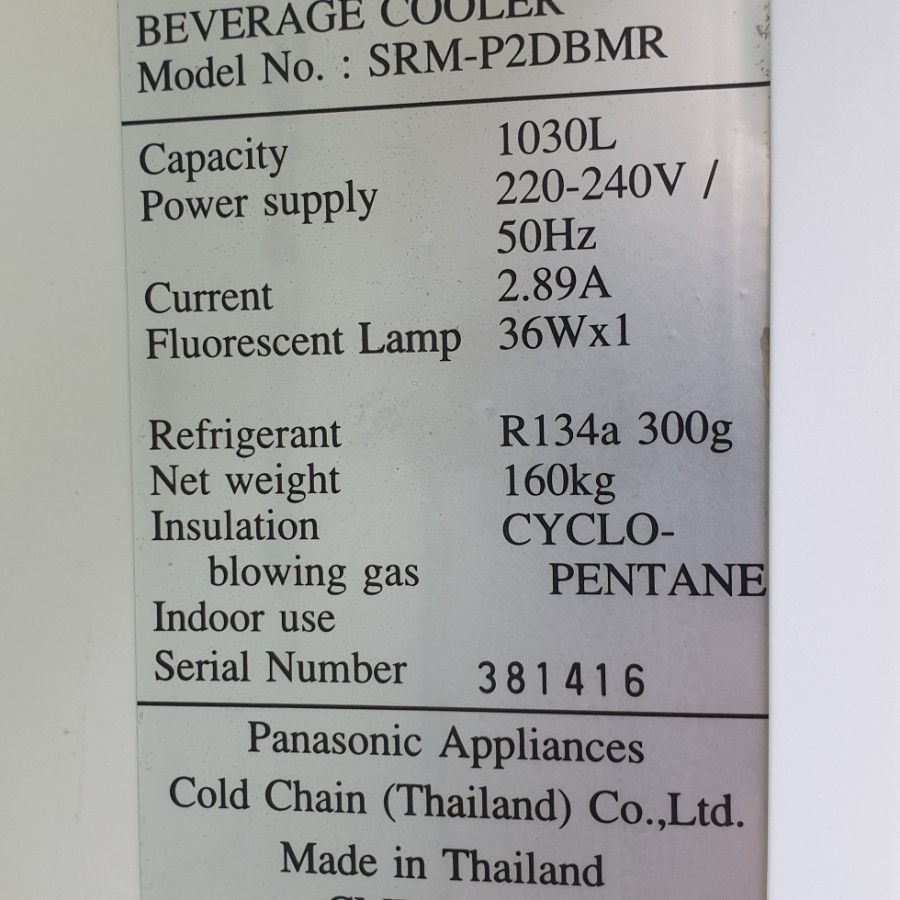 BEVERAGE COOLER
Model No. : SRM-P2DBMR
Capacity 1030L
Power supply 220-240V /
50Hz
Current 2.89A
Fluorescent Lamp 36Wx1
Refrigerant R134a 300g
Net weight 160kg
Insulation CYCLO-
blowing gas PENTANE
Indoor use
Serial Number 381416
Panasonic Appliances
Cold Chain (Thailand) Co.,Ltd.
Made in Thailand